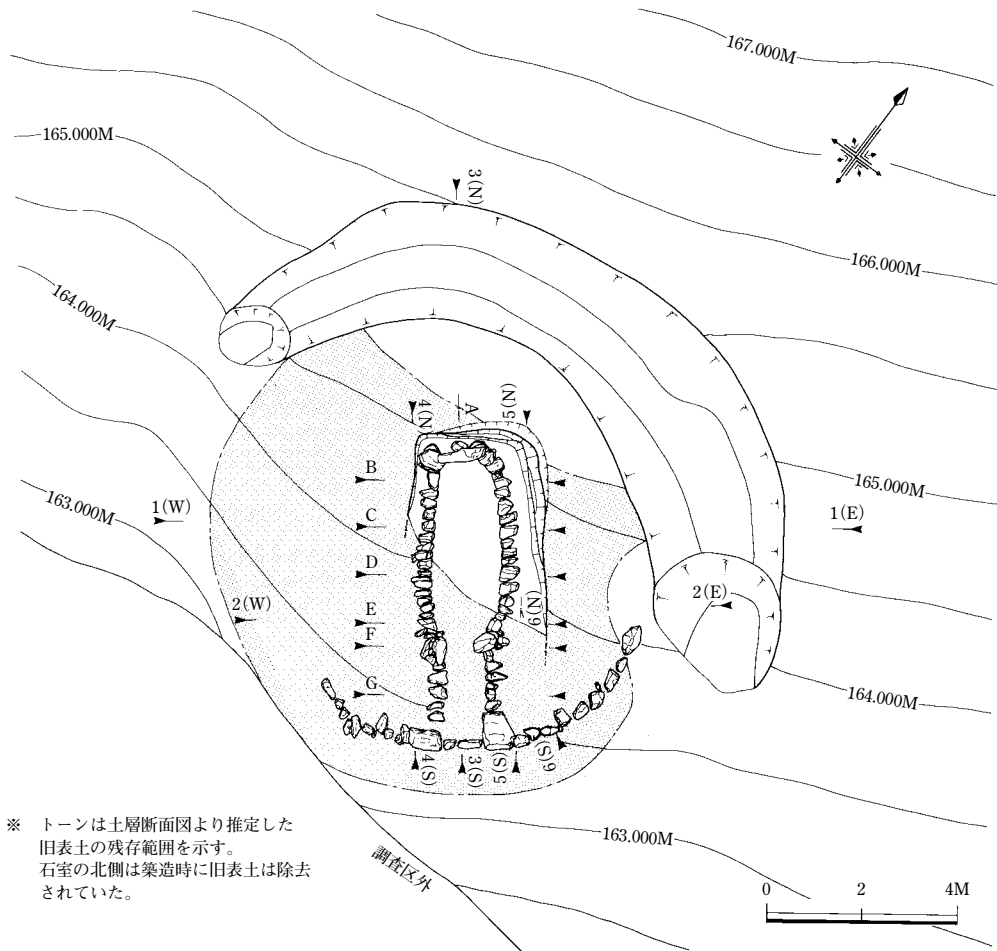 167.000M
165.000M
3(N)
166.000M
164.000M
4(N)
A
5(N)
B
165.000M
163.000M
1(W)
C
1(E)
D
2(W)
E
6(N)
2(E)
F
G
164.000M
4(S)
3(S)
5(S)
6(S)
163.000M
※ トーンは土層断面図より推定した
旧表土の残存範囲を示す。
石室の北側は築造時に旧表土は除去
されていた。
調査区外
0 2 4M